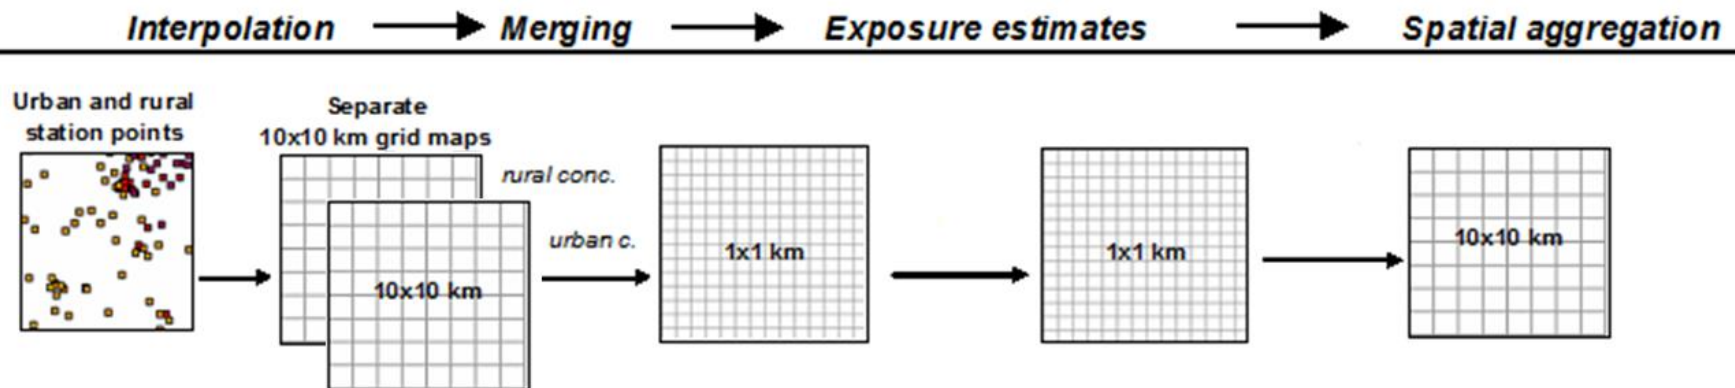 Interpolation Merging Exposure estimates Spatial aggregation
Urban and rural
station points
Separate
10x10 km grid maps
rural conc.
urban c.
10x10 km
1x1 km
1x1 km
10x10 km